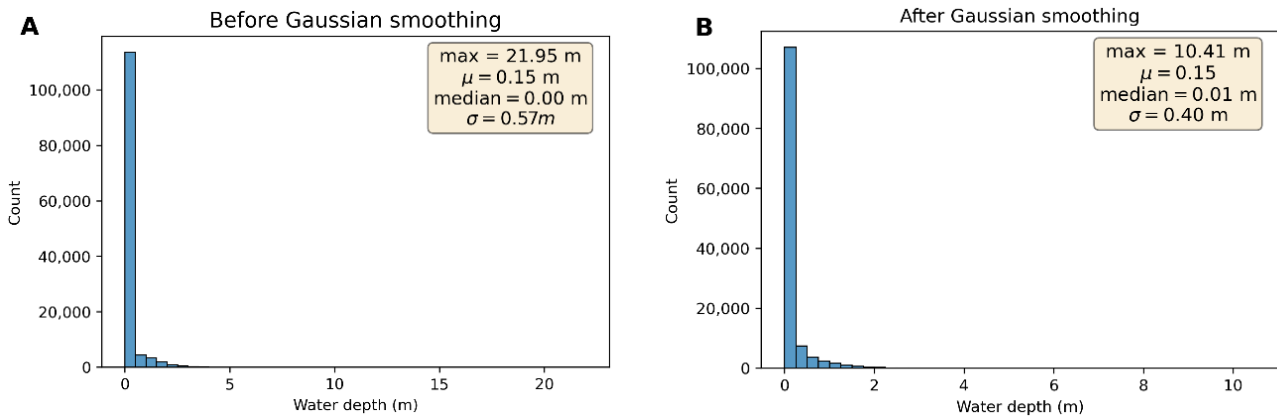 A
Before Gaussian smoothing
max = 21.95 m
μ = 0.15 m
median = 0.00 m
σ = 0.57m
100,000
80,000
60,000
40,000
20,000
0
Count
0 5 10 15 20
Water depth (m)
B
After Gaussian smoothing
max = 10.41 m
μ = 0.15
median = 0.01 m
σ = 0.40 m
100,000
80,000
60,000
40,000
20,000
0
Count
0 2 4 6 8 10
Water depth (m)